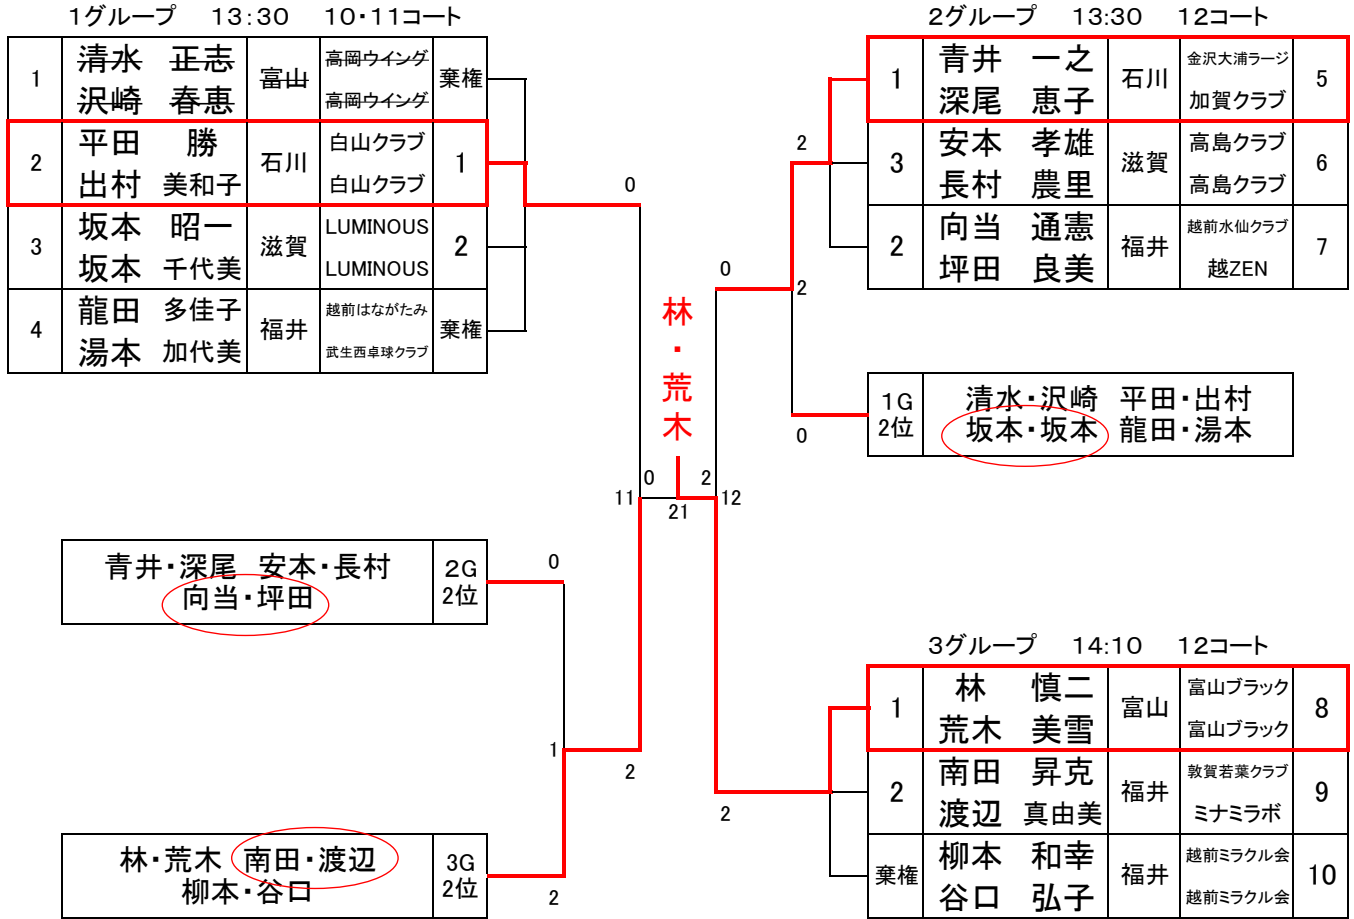 1グループ　13:30　10・11コート
1 清水 正志 富山 高岡ウイング 棄権
沢崎 春恵 高岡ウイング
2 平田 勝 石川 白山クラブ 1
出村 美和子 白山クラブ
3 坂本 昭一 滋賀 LUMINOUS 2
坂本 千代美 LUMINOUS
4 龍田 多佳子 福井 越前はながたみ 棄権
湯本 加代美 武生西卓球クラブ
0
林・荒木
0 2
11 21 12
青井・深尾　安本・長村 2G
向当・坪田 2位
0
1
2
林・荒木　南田・渡辺 3G
柳本・谷口 2位
2
2グループ　13:30　12コート
1 青井 一之 石川 金沢大浦ラージ 5
深尾 恵子 加賀クラブ
3 安本 孝雄 滋賀 高島クラブ 6
長村 農里 高島クラブ
2 向当 通憲 福井 越前水仙クラブ 7
坪田 良美 越ZEN
2
0
2
0
1G 清水・沢崎　平田・出村
2位 坂本・坂本　龍田・湯本
3グループ　14:10　12コート
1 林 慎二 富山 富山ブラック 8
荒木 美雪 富山ブラック
2 南田 昇克 福井 敦賀若葉クラブ 9
渡辺 真由美 ミナミラボ
棄権 柳本 和幸 福井 越前ミラクル会 10
谷口 弘子 越前ミラクル会
2